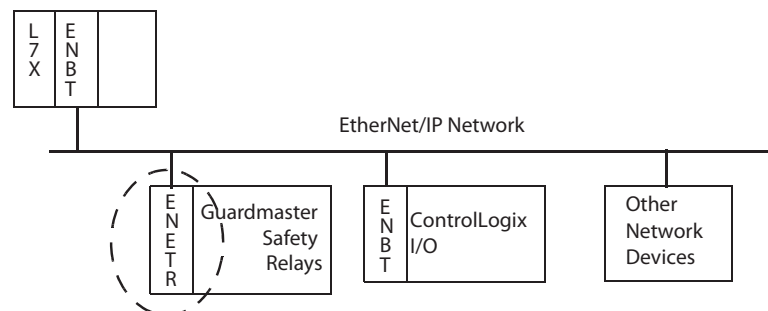 L7X
ENBT
EtherNet/IP Network
ENETR
Guardmaster
Safety
Relays
ENBT
ControlLogix
I/O
Other
Network
Devices